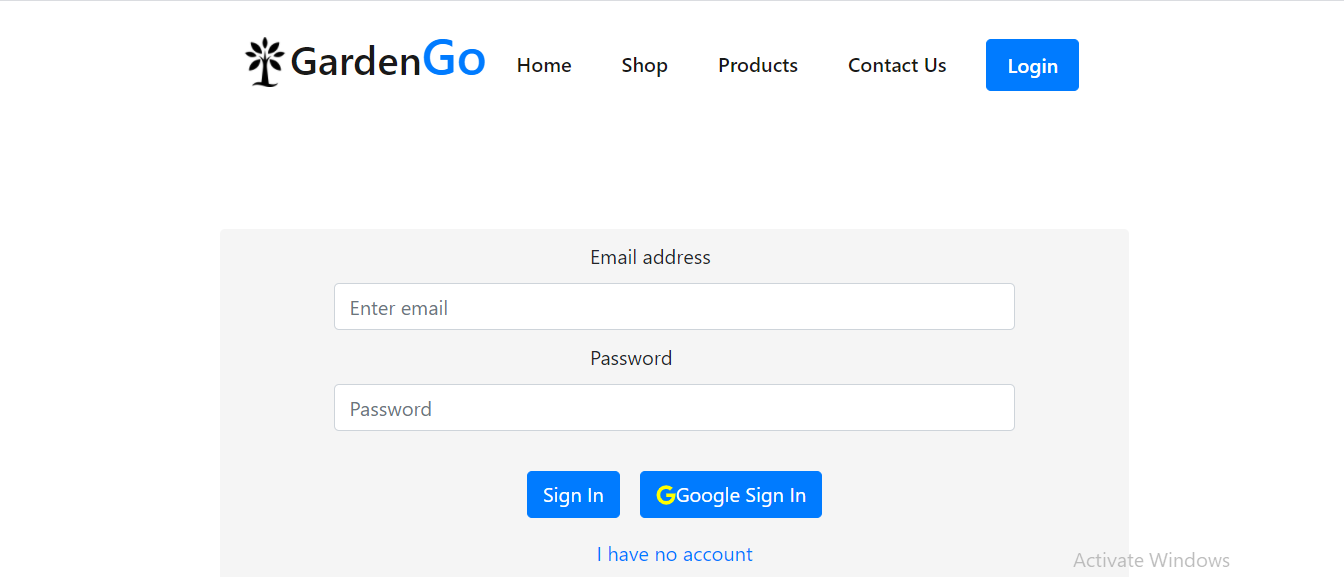 GardenGo Home Shop Products Contact Us Login
Email address
Enter email
Password
Password
Sign In GGoogle Sign In
I have no account
Activate Windows